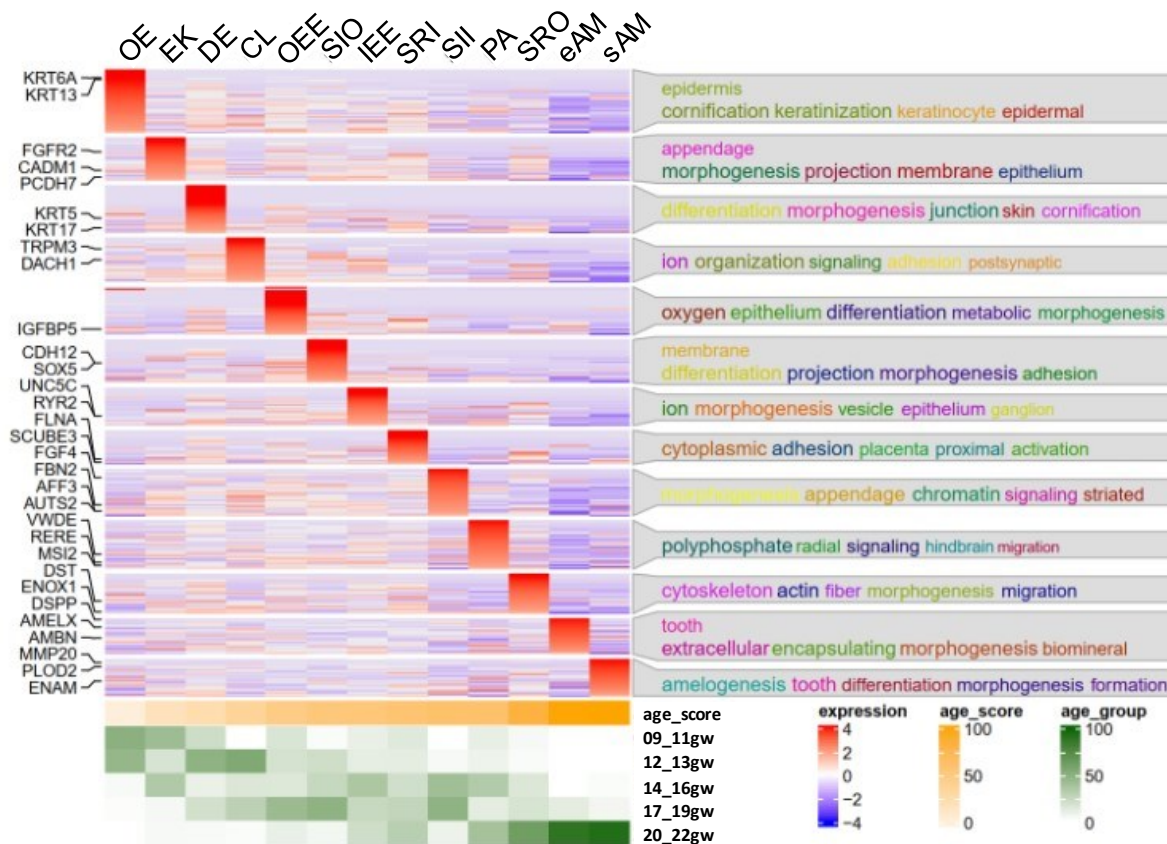 OE EK DE CL OEE SIO IEE SRI SII PA SRO eAM sAM
KRT6A
KRT13
FGFR2
CADM1
PCDH7
KRT5
KRT17
TRPM3
DACH1
IGFBP5
CDH12
SOX5
UNC5C
RYR2
FLNA
SCUBE3
FGF4
FBN2
AFF3
AUTS2
VWDE
RERE
MSI2
DST
ENOX1
DSPP
AMELX
AMBN
MMP20
PLOD2
ENAM
epidermis
cornification keratinization keratinocyte epidermal
appendage
morphogenesis projection membrane epithelium
differentiation morphogenesis junction skin cornification
ion organization signaling adhesion postsynaptic
oxygen epithelium differentiation metabolic morphogenesis
membrane
differentiation projection morphogenesis adhesion
ion morphogenesis vesicle epithelium ganglion
cytoplasmic adhesion placenta proximal activation
morphogenesis appendage chromatin signaling striated
polyphosphate radial signaling hindbrain migration
cytoskeleton actin fiber morphogenesis migration
tooth
extracellular encapsulating morphogenesis biomineral
amelogenesis tooth differentiation morphogenesis formation
age_score
09_11gw
12_13gw
14_16gw
17_19gw
20_22gw
expression
4
2
0
−2
−4
age_score
100
50
0
age_group
100
50
0